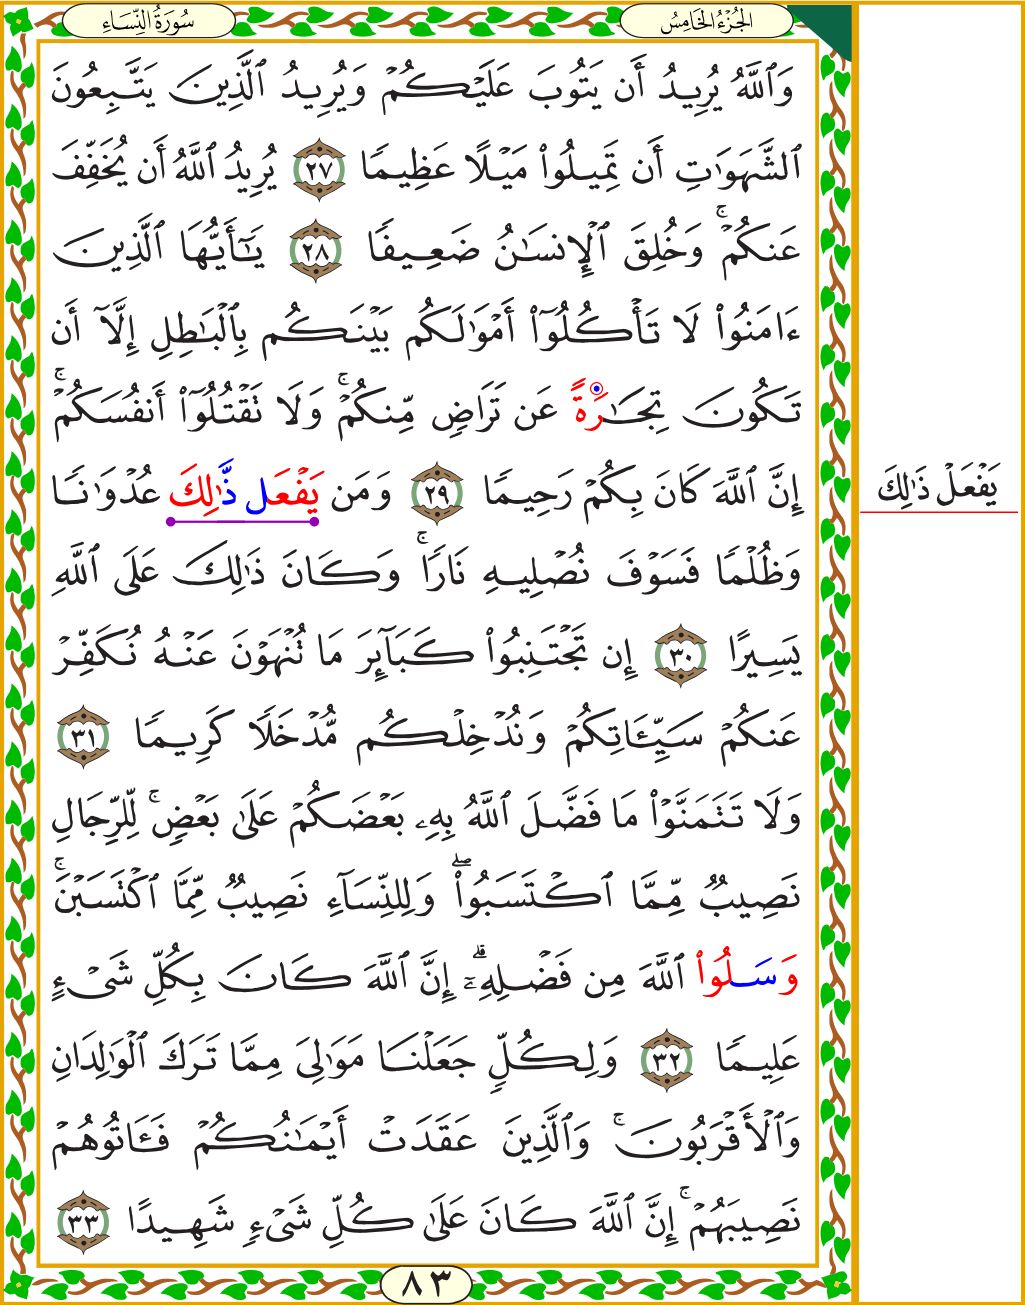 الجُزْءُ الخَامِسُ
سُورَةُ النِّسَاءِ
وَٱللَّهُ يُرِيدُ أَن يَتُوبَ عَلَيْكُمْ وَيُرِيدُ ٱلَّذِينَ يَتَّبِعُونَ
ٱلشَّهَوَٰتِ أَن تَمِيلُوا۟ مَيْلًا عَظِيمًا ٢٧ يُرِيدُ ٱللَّهُ أَن يُخَفِّفَ
عَنكُمْ ۚ وَخُلِقَ ٱلْإِنسَٰنُ ضَعِيفًا ٢٨ يَـٰٓأَيُّهَا ٱلَّذِينَ
ءَامَنُوا۟ لَا تَأْكُلُوٓا۟ أَمْوَٰلَكُم بَيْنَكُم بِٱلْبَٰطِلِ إِلَّآ أَن
تَكُونَ تِجَٰرَةً عَن تَرَاضٍ مِّنكُمْ ۚ وَلَا تَقْتُلُوٓا۟ أَنفُسَكُمْ ۚ
إِنَّ ٱللَّهَ كَانَ بِكُمْ رَحِيمًا ٢٩ وَمَن يَفْعَل ذَّٰلِكَ عُدْوَٰنًا
يَفْعَلْ ذَٰلِكَ
وَظُلْمًا فَسَوْفَ نُصْلِيهِ نَارًا ۚ وَكَانَ ذَٰلِكَ عَلَى ٱللَّهِ
يَسِيرًا ٣٠ إِن تَجْتَنِبُوا۟ كَبَآئِرَ مَا تُنْهَوْنَ عَنْهُ نُكَفِّرْ
عَنكُمْ سَيِّـَٔاتِكُمْ وَنُدْخِلْكُم مُّدْخَلًا كَرِيمًا ٣١
وَلَا تَتَمَنَّوْا۟ مَا فَضَّلَ ٱللَّهُ بِهِۦ بَعْضَكُمْ عَلَىٰ بَعْضٍ ۚ لِّلرِّجَالِ
نَصِيبٌ مِّمَّا ٱكْتَسَبُوا۟ ۖ وَلِلنِّسَآءِ نَصِيبٌ مِّمَّا ٱكْتَسَبْنَ ۚ
وَسَلُوا۟ ٱللَّهَ مِن فَضْلِهِۦٓ ۗ إِنَّ ٱللَّهَ كَانَ بِكُلِّ شَىْءٍ
عَلِيمًا ٣٢ وَلِكُلٍّ جَعَلْنَا مَوَٰلِىَ مِمَّا تَرَكَ ٱلْوَٰلِدَانِ
وَٱلْأَقْرَبُونَ ۚ وَٱلَّذِينَ عَقَدَتْ أَيْمَٰنُكُمْ فَـَٔاتُوهُمْ
نَصِيبَهُمْ ۚ إِنَّ ٱللَّهَ كَانَ عَلَىٰ كُلِّ شَىْءٍ شَهِيدًا ٣٣
٨٣